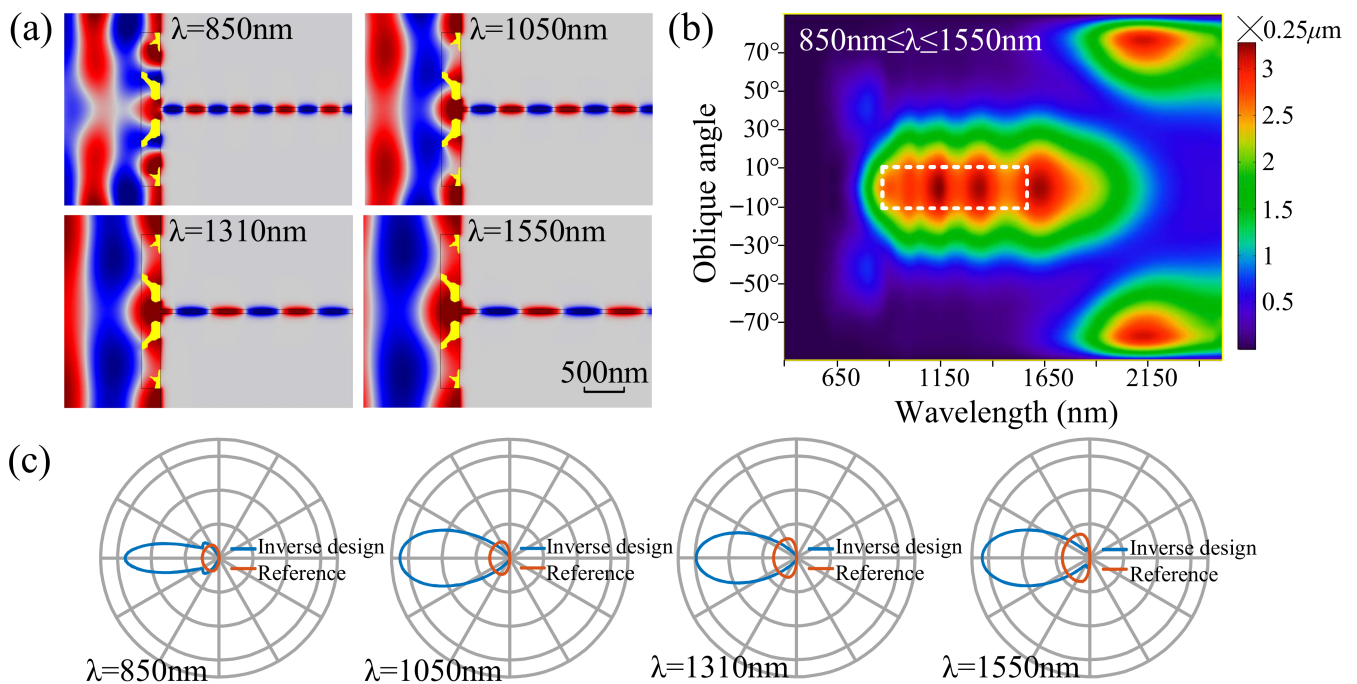 (a)
λ=850nm
λ=1050nm
λ=1310nm
λ=1550nm
500nm
(b)
850nm≤λ≤1550nm
×0.25μm
70°
50°
30°
10°
−10°
−30°
−50°
−70°
Oblique angle
650
1150
1650
2150
Wavelength (nm)
3
2.5
2
1.5
1
0.5
(c)
Inverse design
Reference
λ=850nm
Inverse design
Reference
λ=1050nm
Inverse design
Reference
λ=1310nm
Inverse design
Reference
λ=1550nm